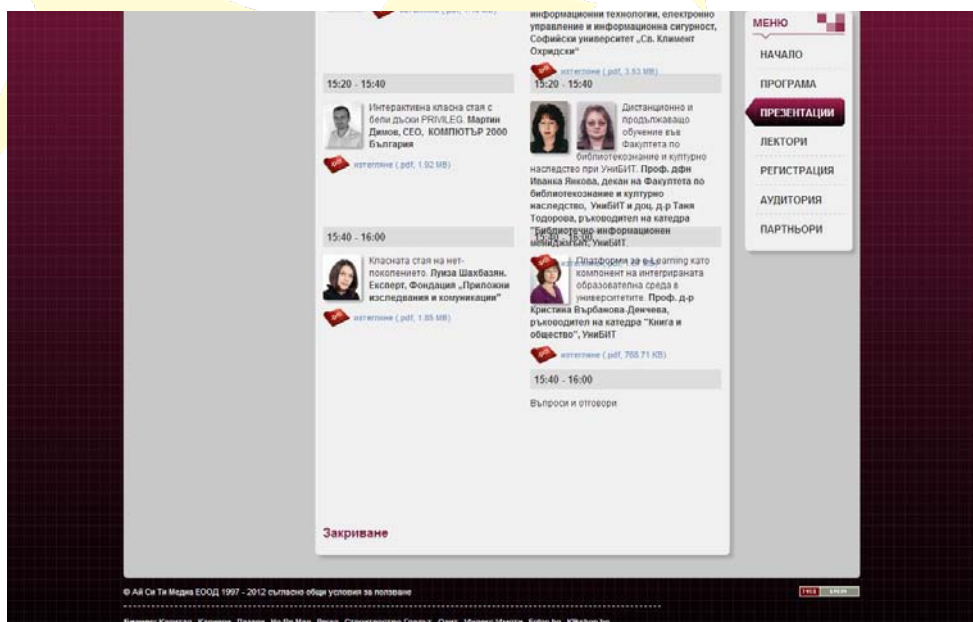 информационни технологии, електронно
управление и информационна сигурност,
Софийски университет „Св. Климент
Охридски"
изтегляне (.pdf, 3.93 MB)
15:20 - 15:40
Интерактивна класна стая с
бели дъски PRIVILEG. Мартин
Димов, CEO, КОМПЮТЪР 2000
България
изтегляне (.pdf, 1.92 MB)
15:40 - 16:00
Класната стая на нет-
поколението. Луиза Шахбазян.
Експерт, Фондация „Приложни
изследвания и комуникации"
изтегляне (.pdf, 1.85 MB)
15:20 - 15:40
Дистанционно и
продължаващо
обучение във
Факултета по
библиотекознание и културно
наследство при УниБИТ. Проф. дфн
Иванка Янкова, декан на Факултета по
библиотекознание и културно
наследство, УниБИТ и доц. д-р Таня
Тодорова, ръководител на катедра
"Библиотечно-информационен
мениджмънт, УниБИТ
15:40 - 16:00
Платформи за e-Learning като
компонент на интегрираната
образователна среда в
университетите. Проф. д-р
Кристина Върбанова-Денчева,
ръководител на катедра "Книга и
общество", УниБИТ
изтегляне (.pdf, 768.71 KB)
15:40 - 16:00
Въпроси и отговори
Закриване
МЕНЮ
НАЧАЛО
ПРОГРАМА
ПРЕЗЕНТАЦИИ
ЛЕКТОРИ
РЕГИСТРАЦИЯ
АУДИТОРИЯ
ПАРТНЬОРИ
© Ай Си Ти Медиа ЕООД 1997 - 2012 съгласно общи условия за ползване